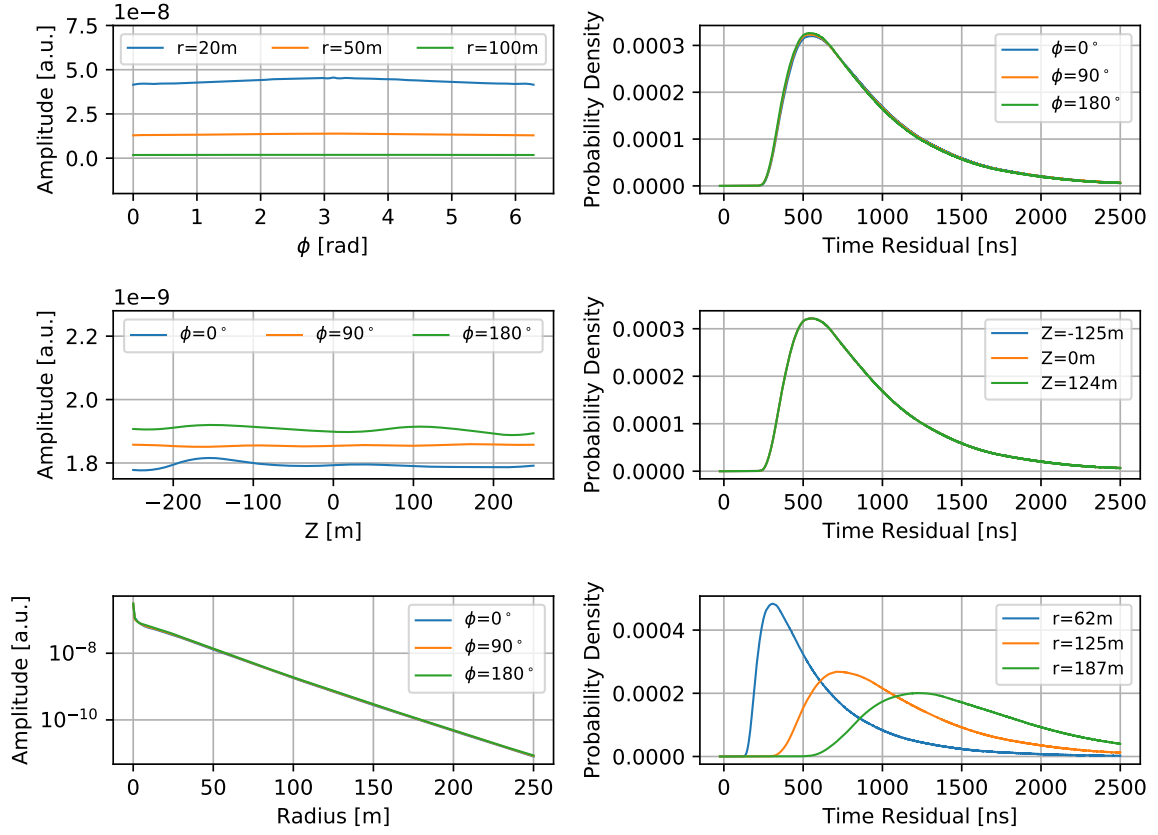 1e−8
7.5
5.0
2.5
0.0
Amplitude [a.u.]
r=20m r=50m r=100m
0 1 2 3 4 5 6
ϕ [rad]
0.0003
0.0002
0.0001
0.0000
Probability Density
ϕ=0°
ϕ=90°
ϕ=180°
0 500 1000 1500 2000 2500
Time Residual [ns]
1e−9
2.2
2.0
1.8
Amplitude [a.u.]
ϕ=0° ϕ=90° ϕ=180°
−200 −100 0 100 200
Z [m]
0.0003
0.0002
0.0001
0.0000
Probability Density
Z=-125m
Z=0m
Z=124m
0 500 1000 1500 2000 2500
Time Residual [ns]
10⁻⁸
10⁻¹⁰
Amplitude [a.u.]
ϕ=0°
ϕ=90°
ϕ=180°
0 50 100 150 200 250
Radius [m]
0.0004
0.0002
0.0000
Probability Density
r=62m
r=125m
r=187m
0 500 1000 1500 2000 2500
Time Residual [ns]